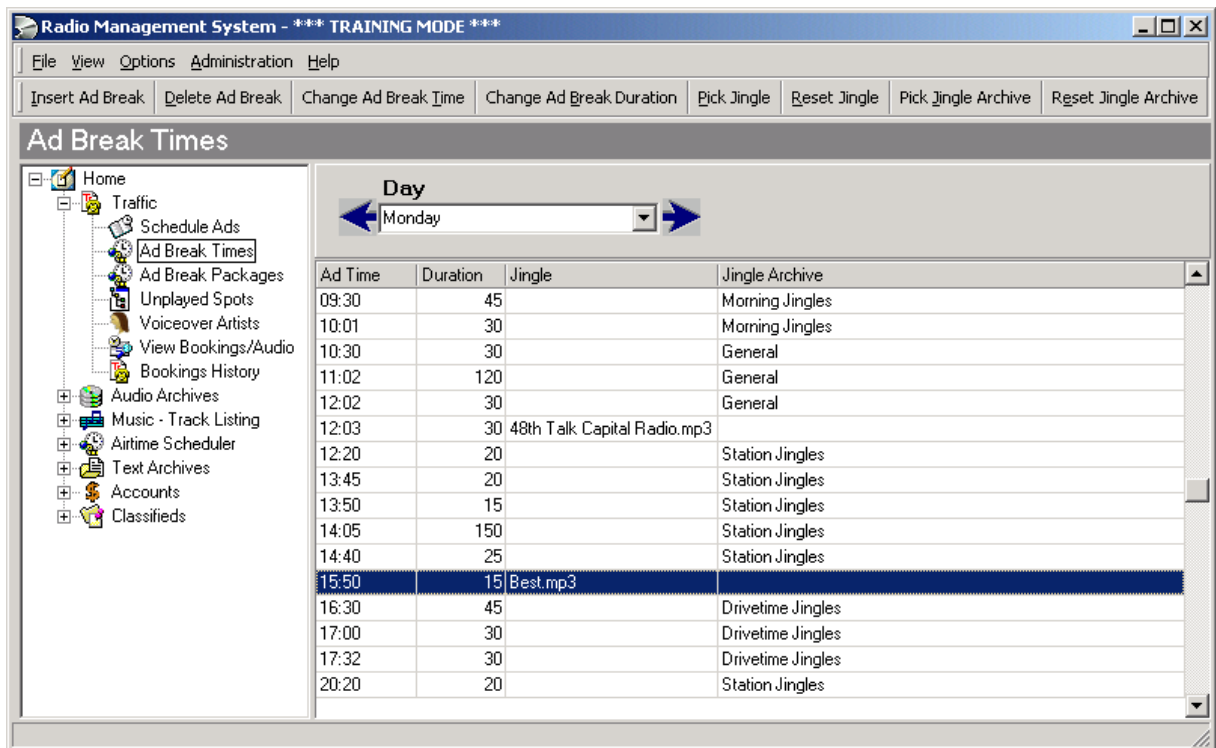 Radio Management System - *** TRAINING MODE ***
File View Options Administration Help
Insert Ad Break Delete Ad Break Change Ad Break Time Change Ad Break Duration Pick Jingle Reset Jingle Pick Jingle Archive Reset Jingle Archive
Ad Break Times
Home
Traffic
Schedule Ads
Ad Break Times
Ad Break Packages
Unplayed Spots
Voiceover Artists
View Bookings/Audio
Bookings History
Audio Archives
Music - Track Listing
Airtime Scheduler
Text Archives
Accounts
Classifieds
Day
Monday
Ad Time Duration Jingle Jingle Archive
09:30 45 Morning Jingles
10:01 30 Morning Jingles
10:30 30 General
11:02 120 General
12:02 30 General
12:03 30 48th Talk Capital Radio.mp3
12:20 20 Station Jingles
13:45 20 Station Jingles
13:50 15 Station Jingles
14:05 150 Station Jingles
14:40 25 Station Jingles
15:50 15 Best.mp3
16:30 45 Drivetime Jingles
17:00 30 Drivetime Jingles
17:32 30 Drivetime Jingles
20:20 20 Station Jingles